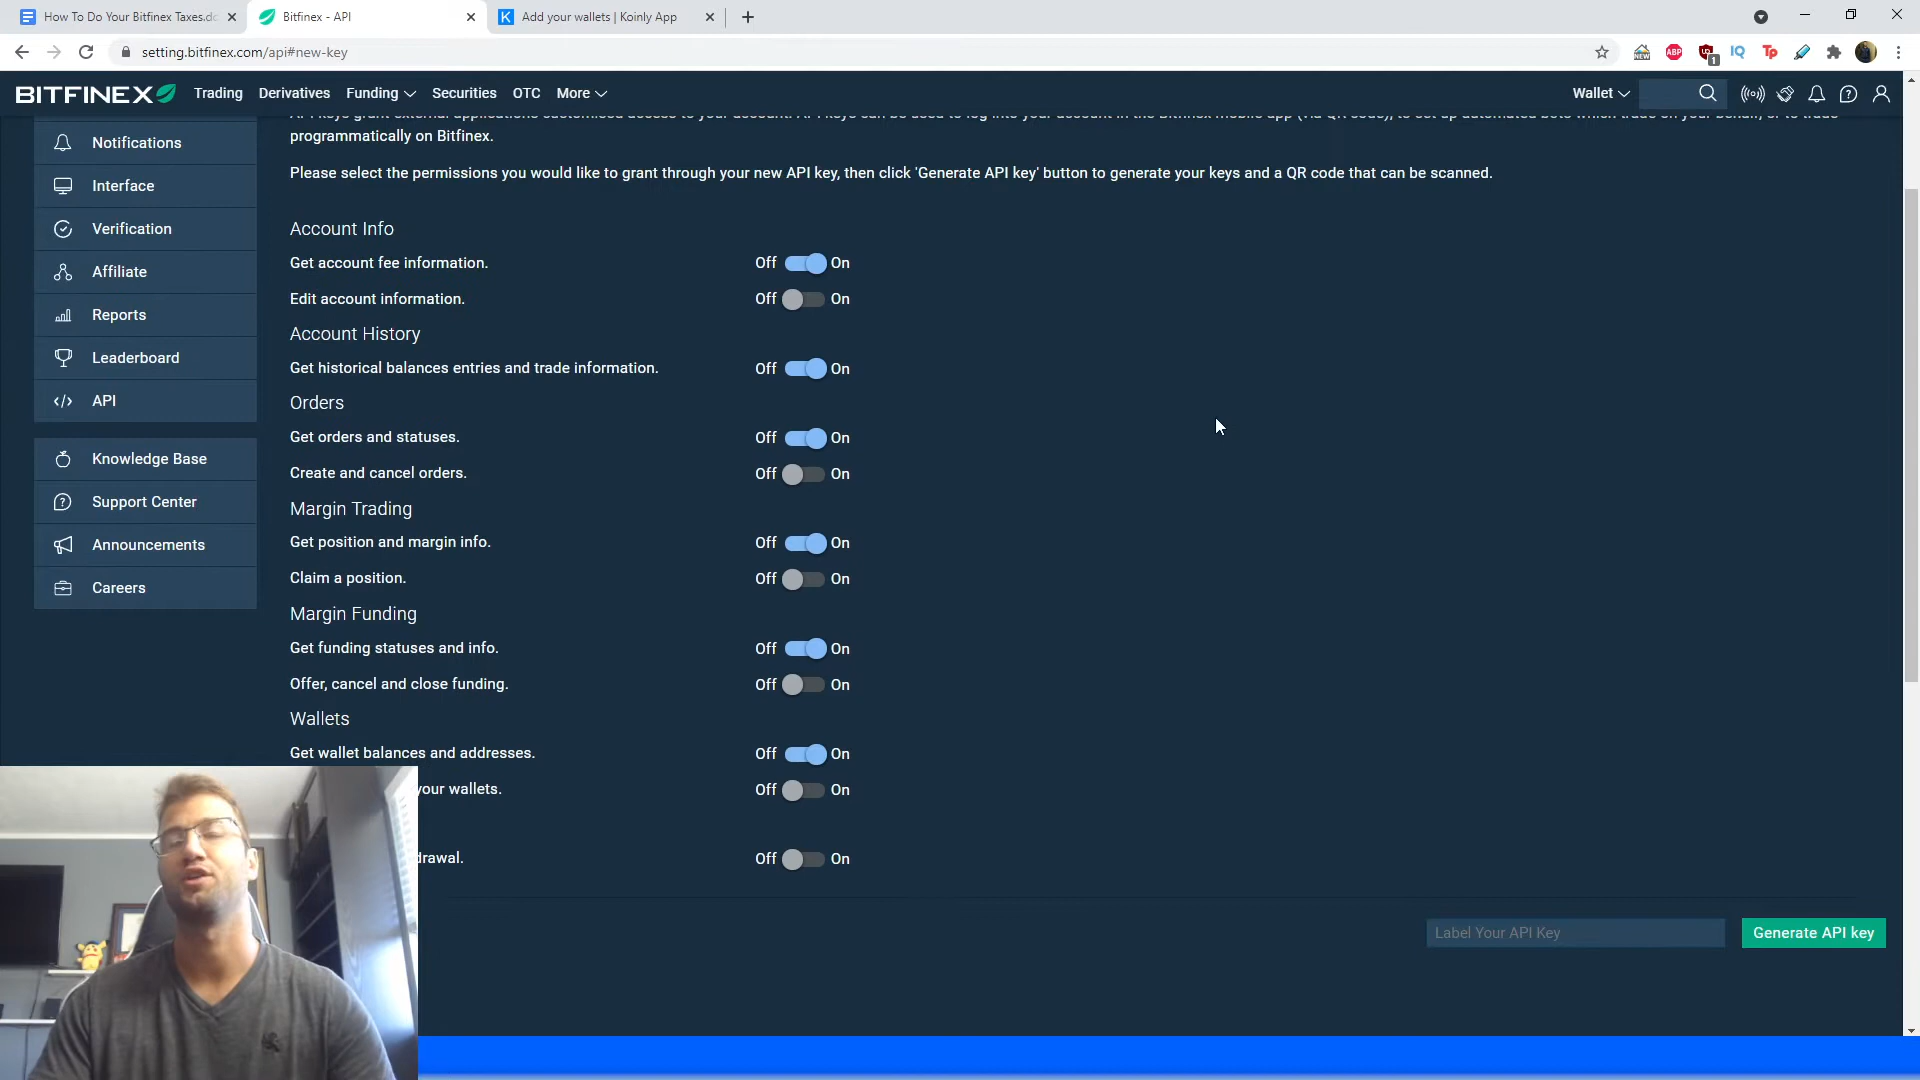 How To Do Your Bitfinex Taxes.do
Bitfinex - API
Add your wallets | Koinly App
setting.bitfinex.com/api#new-key
NEW
ABP
1
IQ
Tp
BITFINEX
Trading
Derivatives
Funding
Securities
OTC
More
Wallet
programmatically on Bitfinex.
Please select the permissions you would like to grant through your new API key, then click 'Generate API key' button to generate your keys and a QR code that can be scanned.
Notifications
Interface
Verification
Affiliate
Reports
Leaderboard
API
Knowledge Base
Support Center
Announcements
Careers
Account Info
Get account fee information. Off On
Edit account information. Off On
Account History
Get historical balances entries and trade information. Off On
Orders
Get orders and statuses. Off On
Create and cancel orders. Off On
Margin Trading
Get position and margin info. Off On
Claim a position. Off On
Margin Funding
Get funding statuses and info. Off On
Offer, cancel and close funding. Off On
Wallets
Get wallet balances and addresses. Off On
your wallets. Off On
drawal. Off On
Label Your API Key
Generate API key